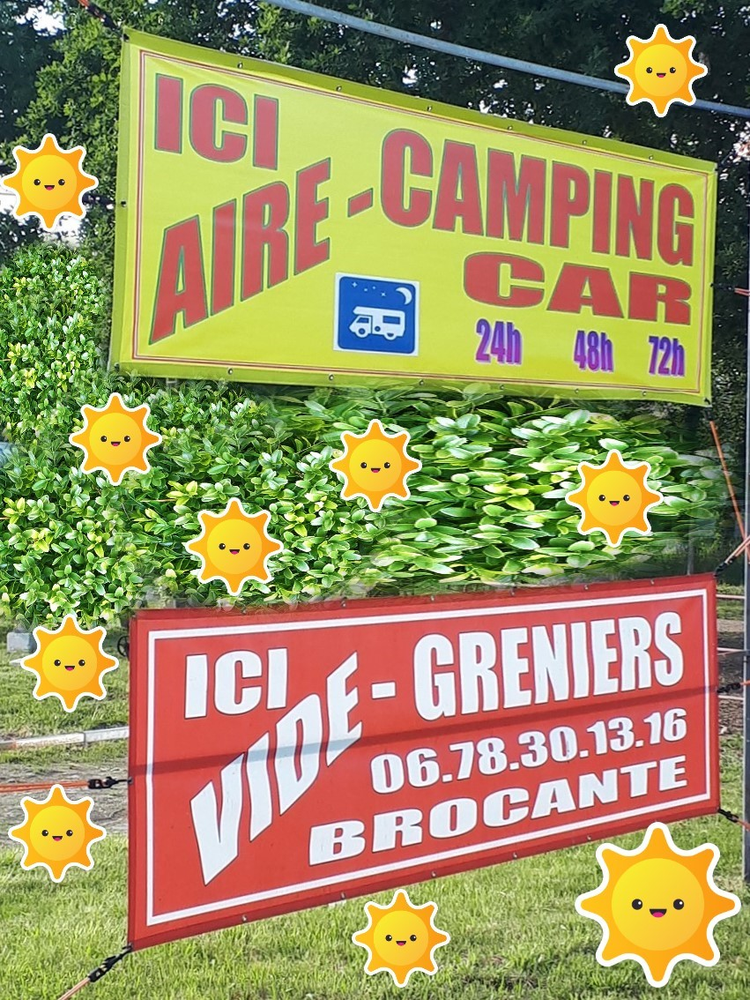 ICI
AIRE - CAMPING
CAR
24h 48h 72h
ICI
VIDE - GRENIERS
06.78.30.13.16
BROCANTE